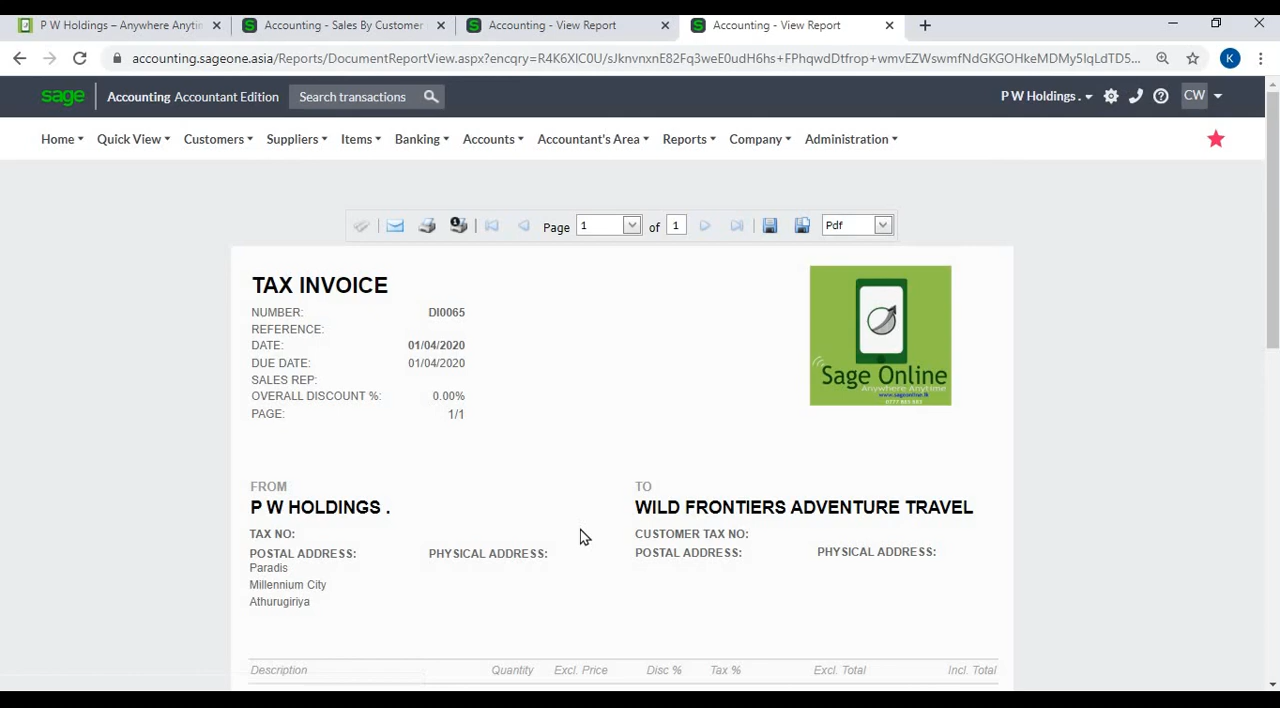 P W Holdings – Anywhere Anytim
Accounting - Sales By Customer
Accounting - View Report
Accounting - View Report
accounting.sageone.asia/Reports/DocumentReportView.aspx?encqry=R4K6XlC0U/sJknvnxnE82Fq3weE0udH6hs+FPhqwdDtfrop+wmvEZWswmfNdGKGOHkeMDMy5lqLdTD5...
K
sage Accounting Accountant Edition Search transactions P W Holdings . CW
Home Quick View Customers Suppliers Items Banking Accounts Accountant's Area Reports Company Administration
Page 1 of 1 Pdf
TAX INVOICE
NUMBER: DI0065
REFERENCE:
DATE: 01/04/2020
DUE DATE: 01/04/2020
SALES REP:
OVERALL DISCOUNT %: 0.00%
PAGE: 1/1
Sage Online
Anywhere Anytime
www.sageonline.lk
FROM
P W HOLDINGS .
TAX NO:
POSTAL ADDRESS: PHYSICAL ADDRESS:
Paradis
Millennium City
Athurugiriya
TO
WILD FRONTIERS ADVENTURE TRAVEL
CUSTOMER TAX NO:
POSTAL ADDRESS: PHYSICAL ADDRESS:
Description Quantity Excl. Price Disc % Tax % Excl. Total Incl. Total